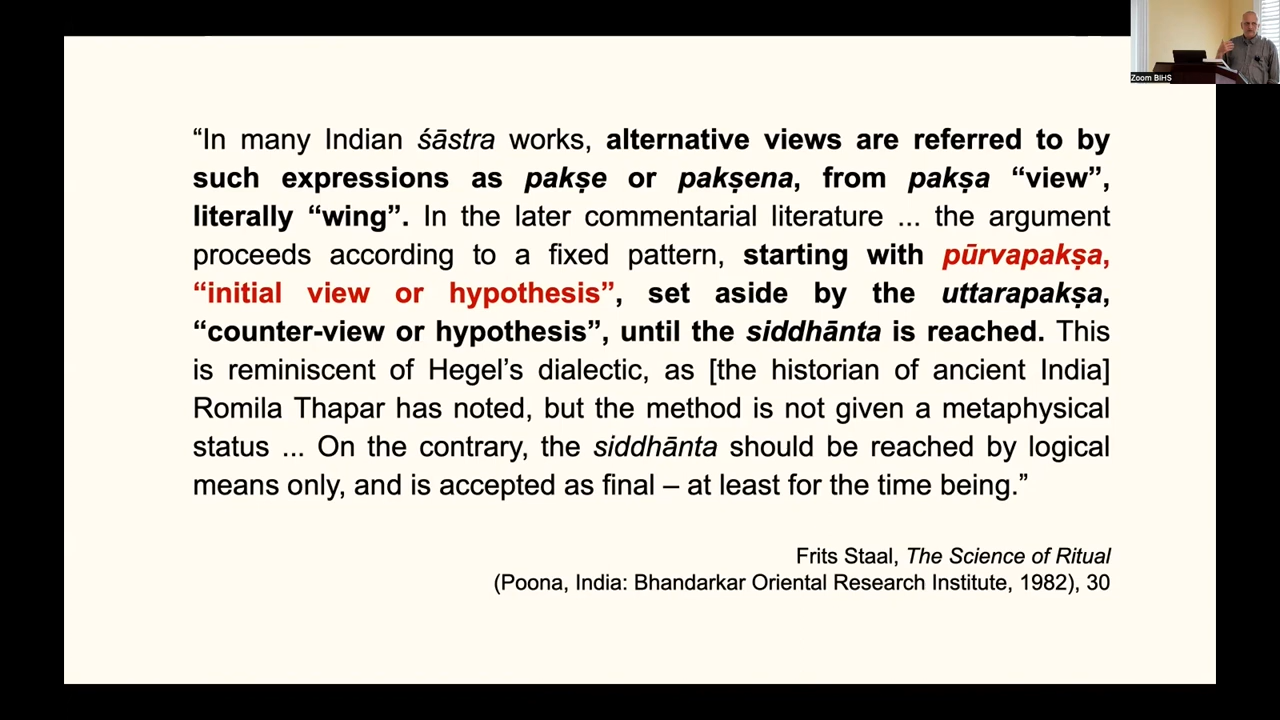 Zoom BIHS
“In many Indian śāstra works, alternative views are referred to by
such expressions as pakṣe or pakṣena, from pakṣa “view”,
literally “wing”. In the later commentarial literature ... the argument
proceeds according to a fixed pattern, starting with pūrvapakṣa,
“initial view or hypothesis”, set aside by the uttarapakṣa,
“counter-view or hypothesis”, until the siddhānta is reached. This
is reminiscent of Hegel’s dialectic, as [the historian of ancient India]
Romila Thapar has noted, but the method is not given a metaphysical
status ... On the contrary, the siddhānta should be reached by logical
means only, and is accepted as final – at least for the time being.”
Frits Staal, The Science of Ritual
(Poona, India: Bhandarkar Oriental Research Institute, 1982), 30